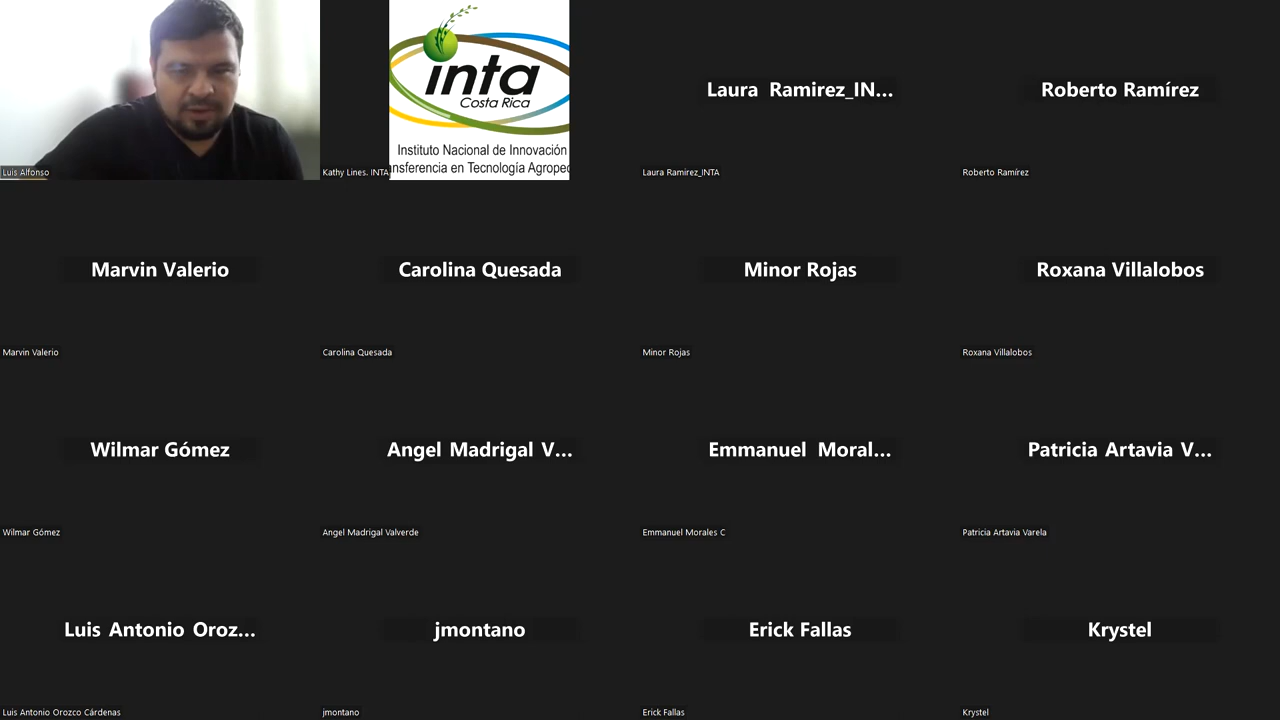 inta
Costa Rica
Instituto Nacional de Innovación
nsferencia en Tecnología Agropec
Laura Ramirez_IN...
Roberto Ramírez
Luis Alfonso
Kathy Lines. INTA
Laura Ramirez_INTA
Roberto Ramírez
Marvin Valerio
Carolina Quesada
Minor Rojas
Roxana Villalobos
Marvin Valerio
Carolina Quesada
Minor Rojas
Roxana Villalobos
Wilmar Gómez
Angel Madrigal V...
Emmanuel Moral...
Patricia Artavia V...
Wilmar Gómez
Angel Madrigal Valverde
Emmanuel Morales C
Patricia Artavia Varela
Luis Antonio Oroz...
jmontano
Erick Fallas
Krystel
Luis Antonio Orozco Cárdenas
jmontano
Erick Fallas
Krystel